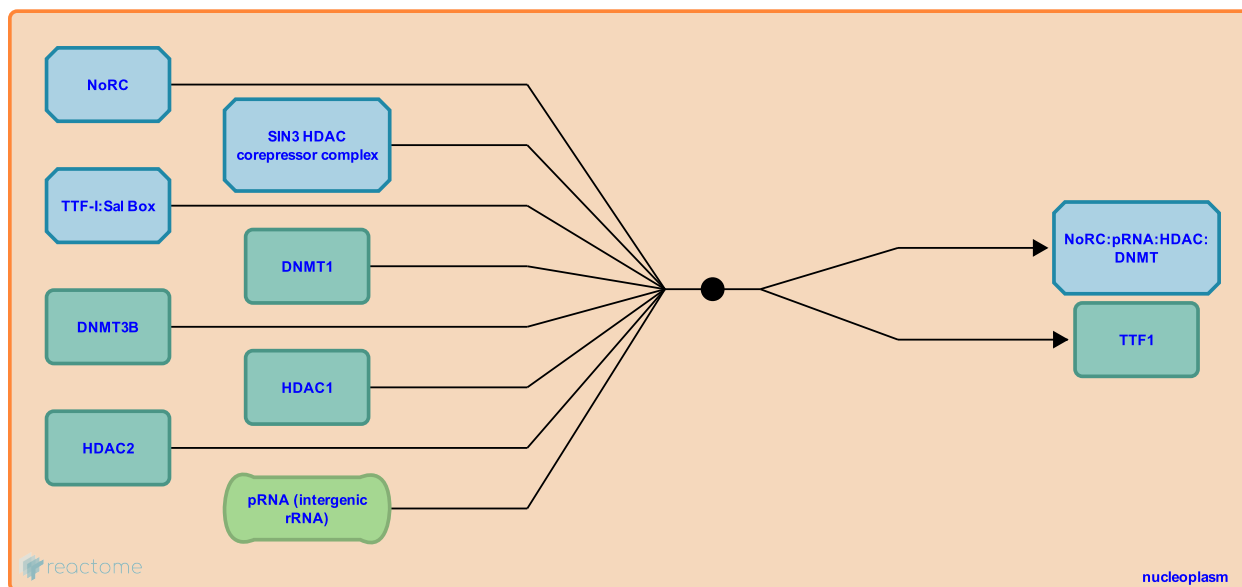 NoRC
SIN3 HDAC
corepressor complex
TTF-I:Sal Box
DNMT1
DNMT3B
HDAC1
HDAC2
pRNA (intergenic
rRNA)
NoRC:pRNA:HDAC:
DNMT
TTF1
reactome
nucleoplasm